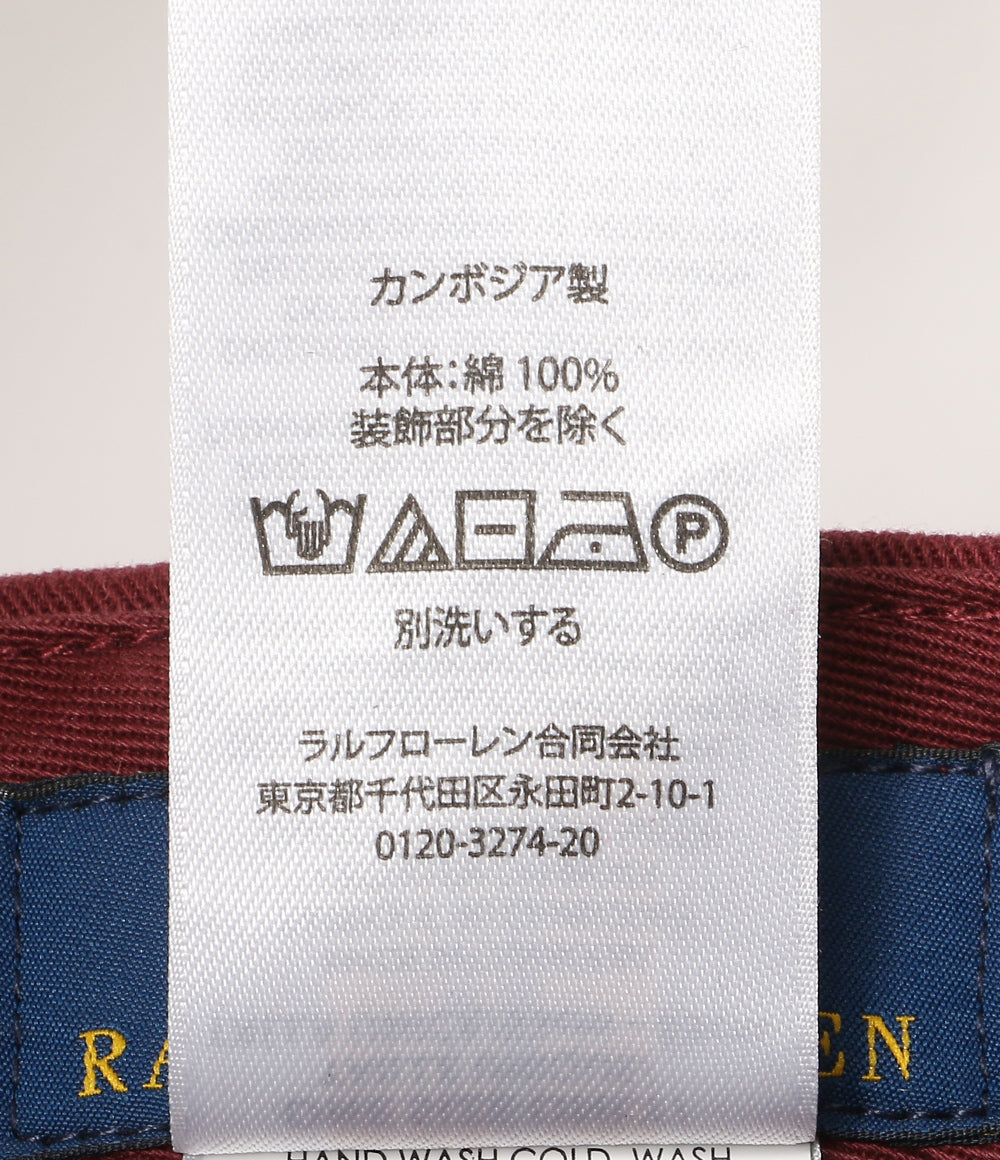 カンボジア製
本体：綿 100%
装飾部分を除く
P
別洗いする
ラルフローレン合同会社
東京都千代田区永田町2-10-1
0120-3274-20
RA
EN
HAND WASH COLD, WASH